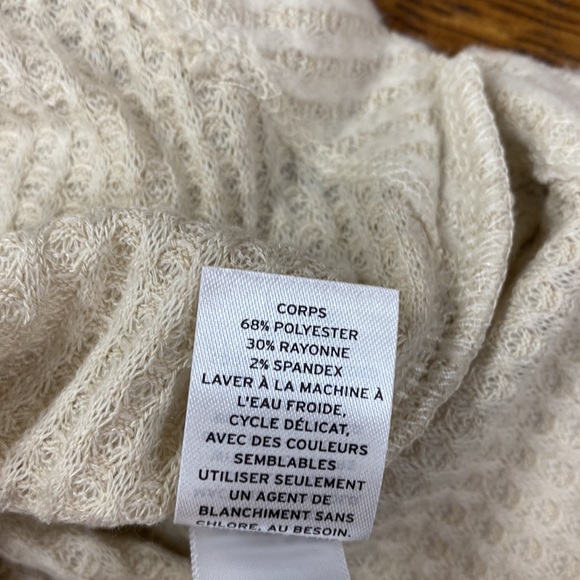 CORPS
68% POLYESTER
30% RAYONNE
2% SPANDEX
LAVER À LA MACHINE À
L'EAU FROIDE,
CYCLE DÉLICAT,
AVEC DES COULEURS
SEMBLABLES
UTILISER SEULEMENT
UN AGENT DE
BLANCHIMENT SANS
CHLORE, AU BESOIN.